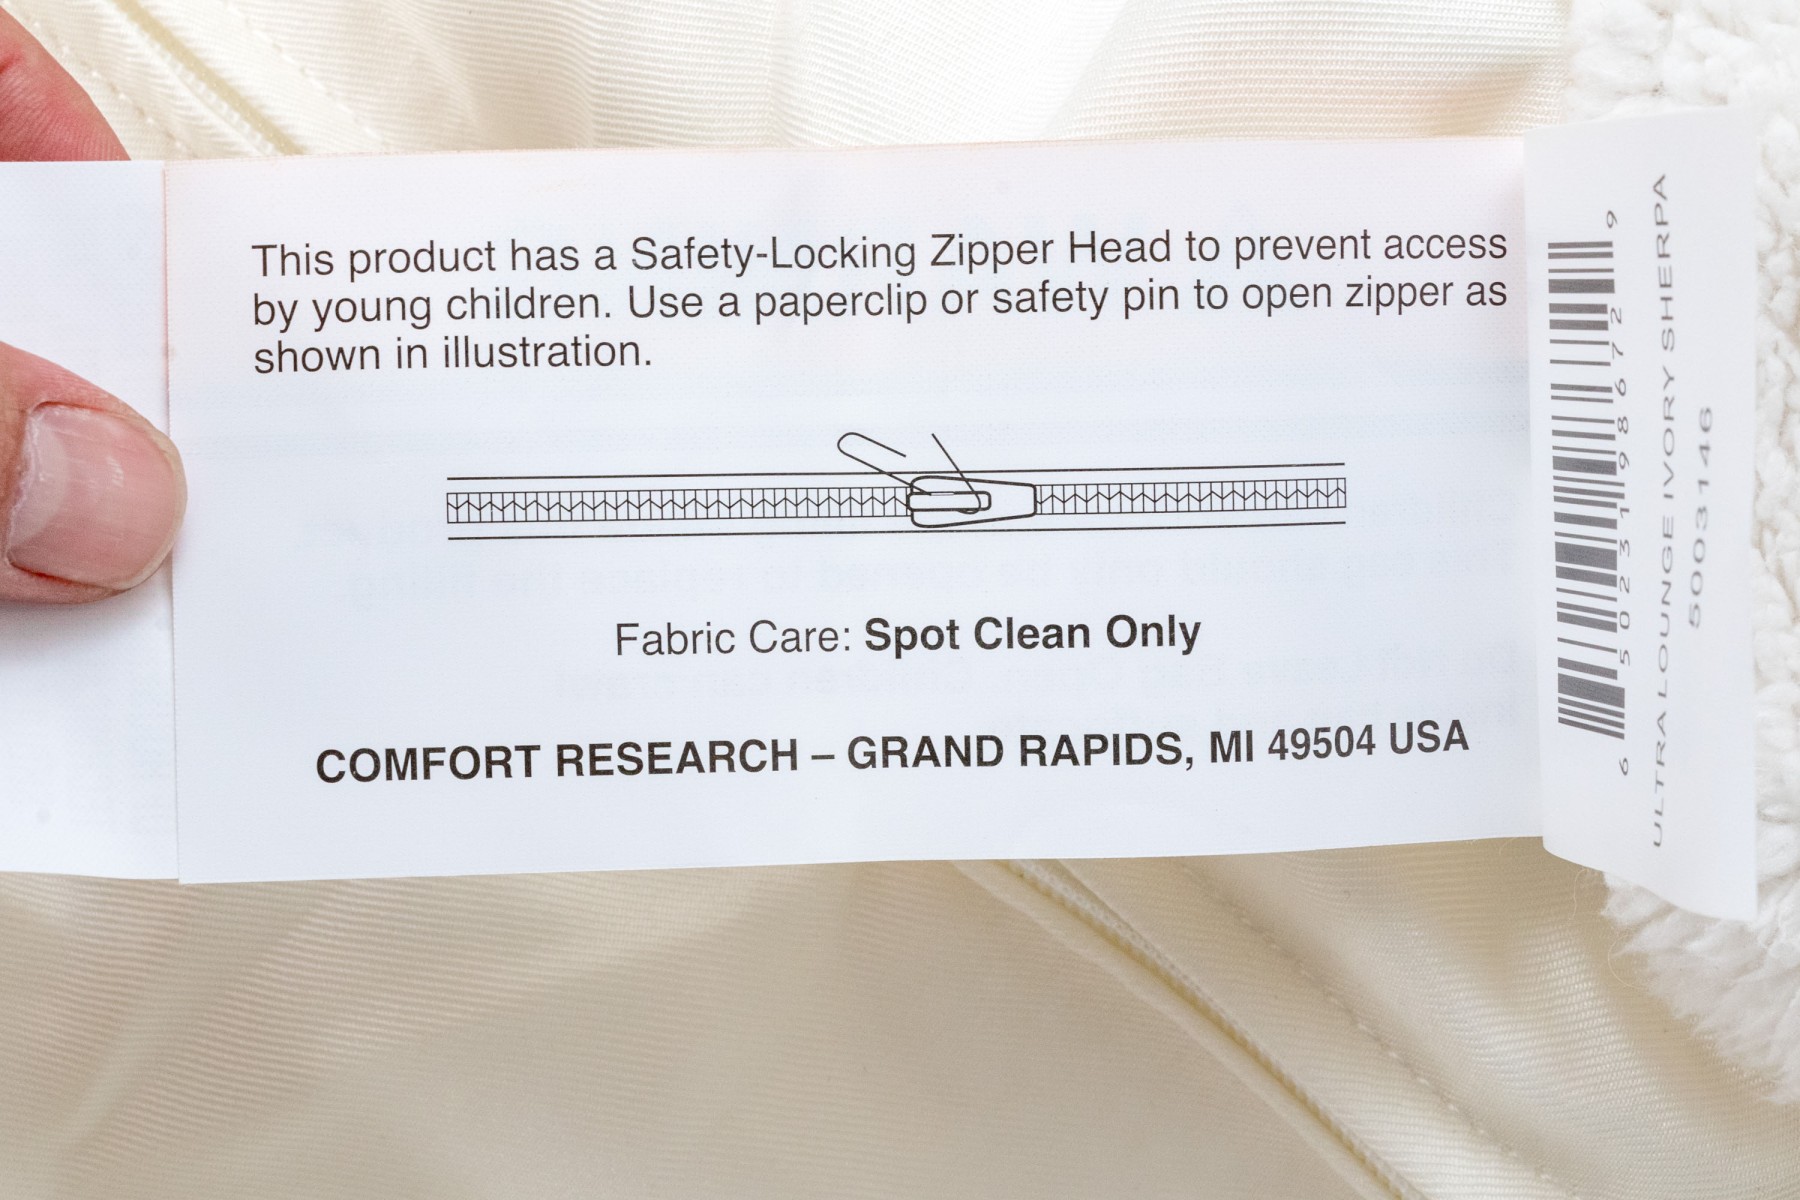 This product has a Safety-Locking Zipper Head to prevent access
by young children. Use a paperclip or safety pin to open zipper as
shown in illustration.
Fabric Care: Spot Clean Only
COMFORT RESEARCH – GRAND RAPIDS, MI 49504 USA
6 50231 98672 9
ULTRA LOUNGE IVORY SHERPA
5003146